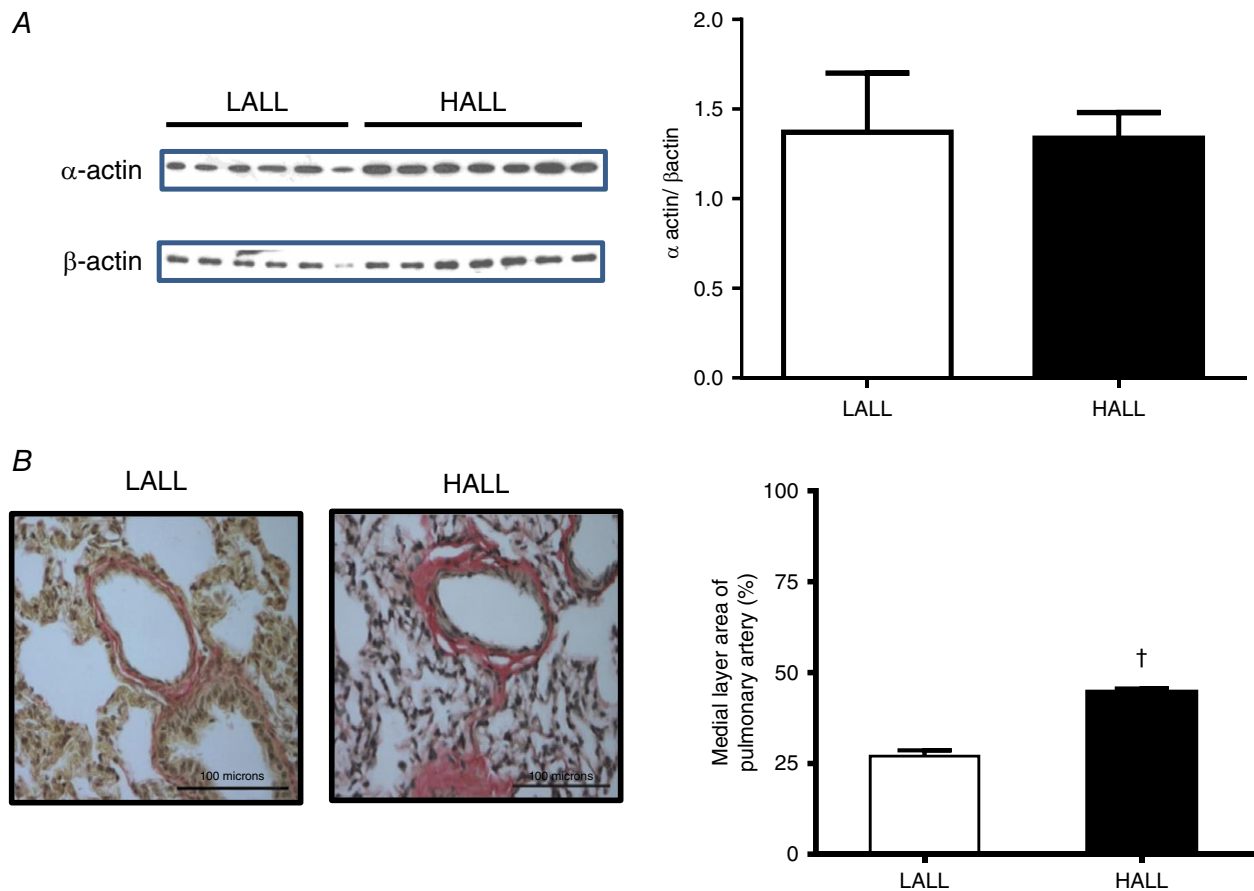 A
LALL HALL
α-actin
β-actin
2.0
1.5
1.0
0.5
0.0
α actin/ βactin
LALL HALL
B
LALL HALL
100 microns
100 microns
100
75
50
25
0
Medial layer area of
pulmonary artery (%)
†
LALL HALL